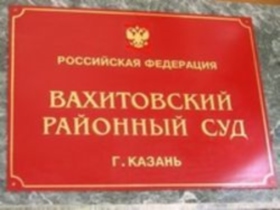 РОССИЙСКАЯ ФЕДЕРАЦИЯ
ВАХИТОВСКИЙ
РАЙОННЫЙ СУД
Г. КАЗАНЬ